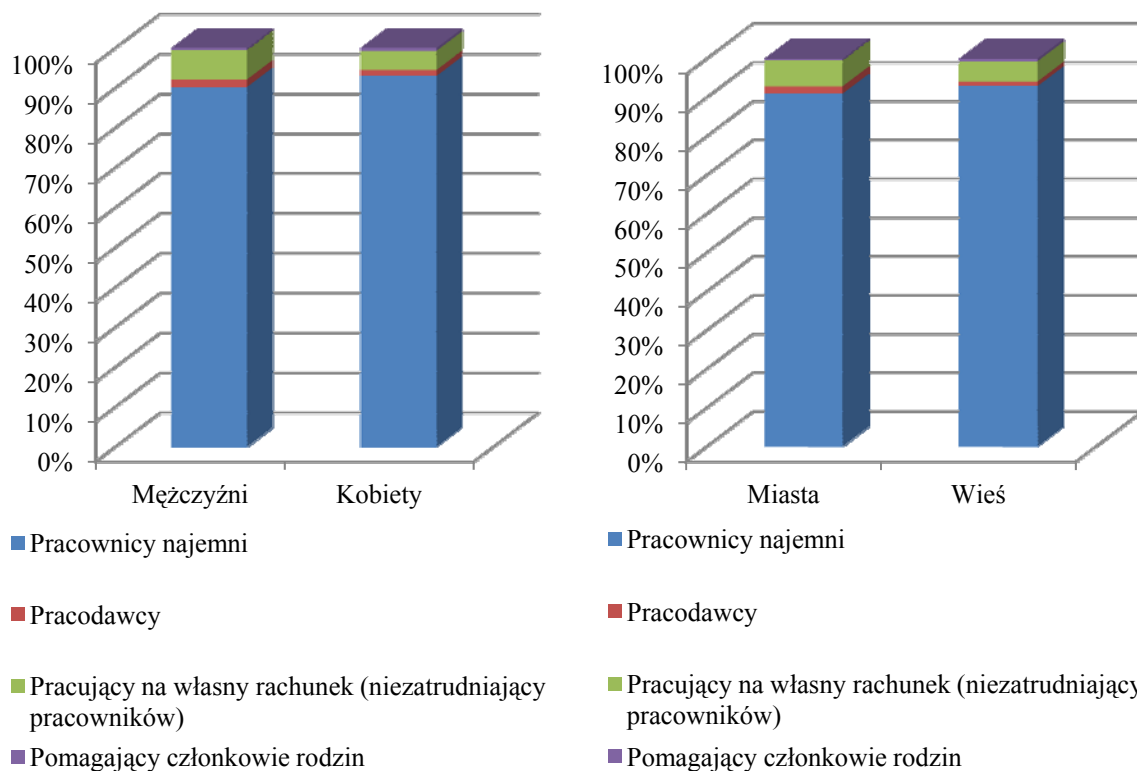 100%
90%
80%
70%
60%
50%
40%
30%
20%
10%
0%
Mężczyźni Kobiety
Pracownicy najemni
Pracodawcy
Pracujący na własny rachunek (niezatrudniający
pracowników)
Pomagający członkowie rodzin
100%
90%
80%
70%
60%
50%
40%
30%
20%
10%
0%
Miasta Wieś
Pracownicy najemni
Pracodawcy
Pracujący na własny rachunek (niezatrudniający
pracowników)
Pomagający członkowie rodzin